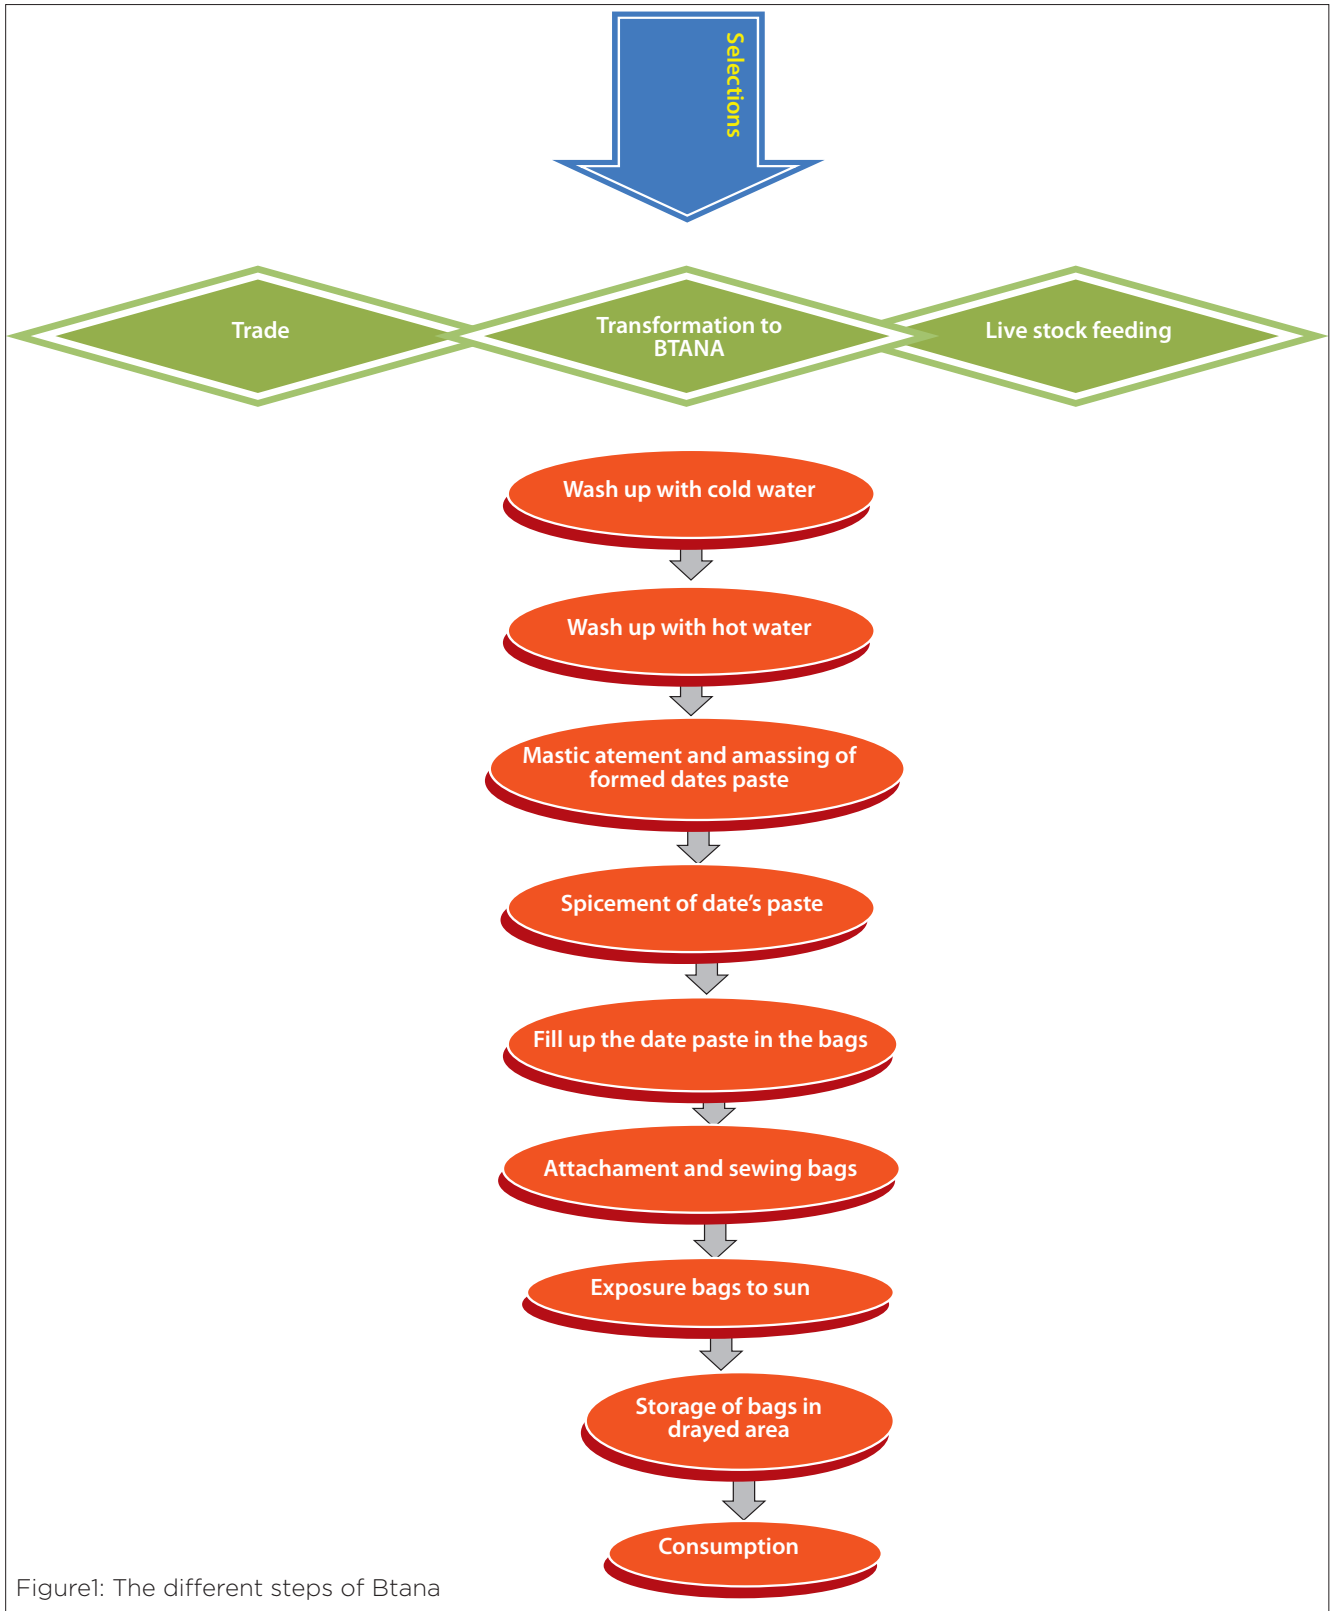 Selections
Trade
Transformation to
BTANA
Live stock feeding
Wash up with cold water
Wash up with hot water
Mastic atement and amassing of
formed dates paste
Spicement of date's paste
Fill up the date paste in the bags
Attachament and sewing bags
Exposure bags to sun
Storage of bags in
drayed area
Consumption
Figure1: The different steps of Btana